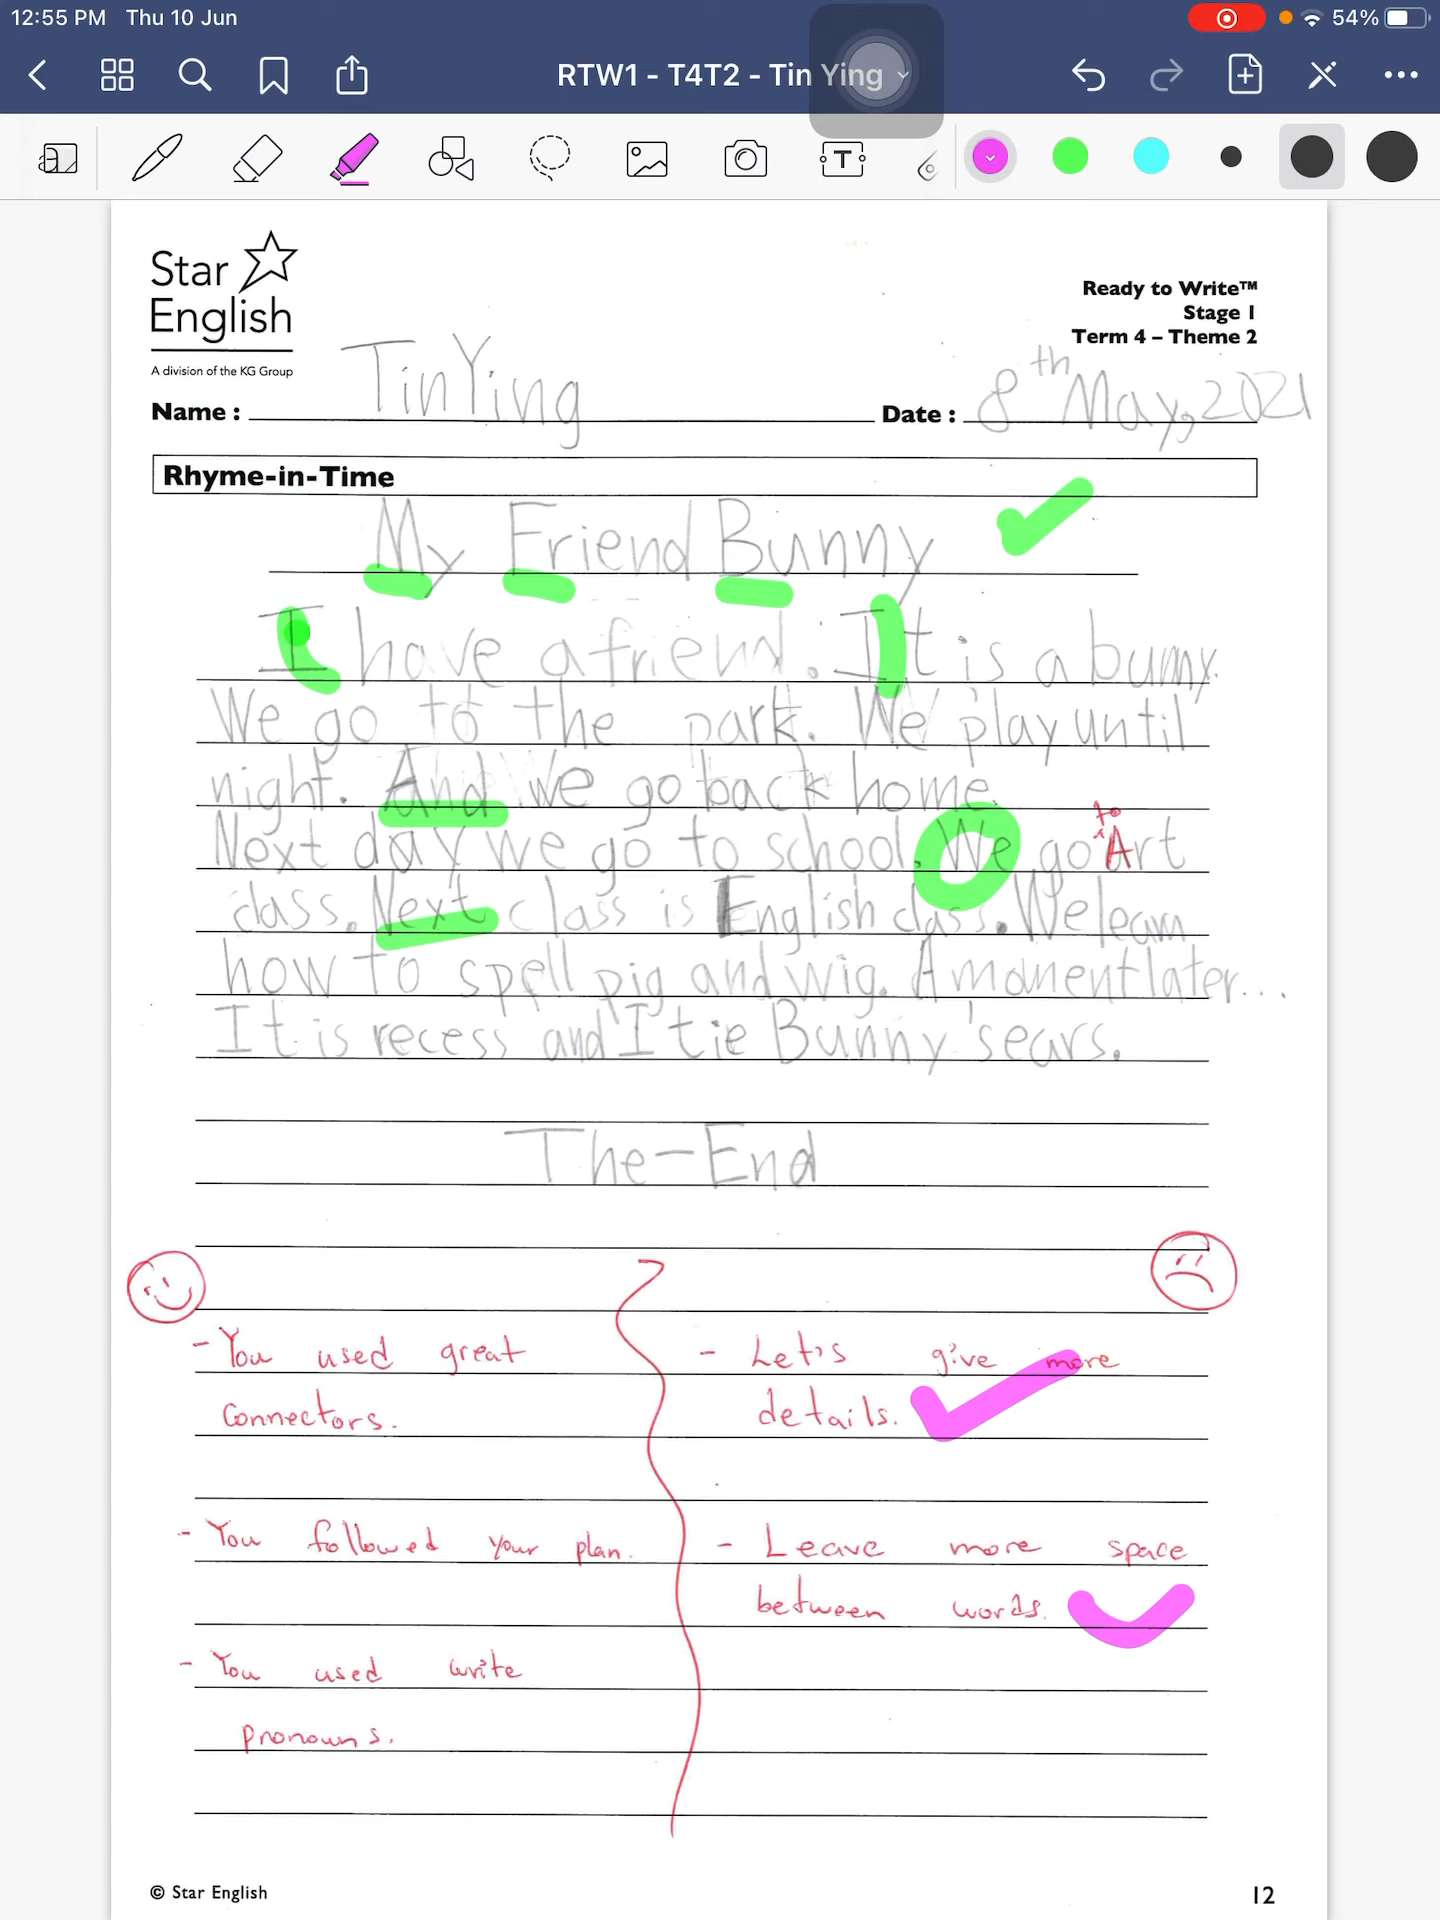 12:55 PM Thu 10 Jun
54%
RTW1 - T4T2 - Tin Ying
T
Star
English
A division of the KG Group
Ready to Write™
Stage 1
Term 4 – Theme 2
Name : Tin Ying Date : 8th May, 2021
Rhyme-in-Time
My Friend Bunny
I have a friend. It is a bunny.
We go to the park. We play until
night. And we go back home.
Next day we go to school. We go to Art
class. Next class is English class. We learn
how to spell pig and wig. A moment later...
It is recess and I tie Bunny's ears.
The-End
- You used great
connectors.
- Let's give more
details.
- You followed your plan.
- Leave more space
between words.
- You used write
pronouns.
© Star English
12